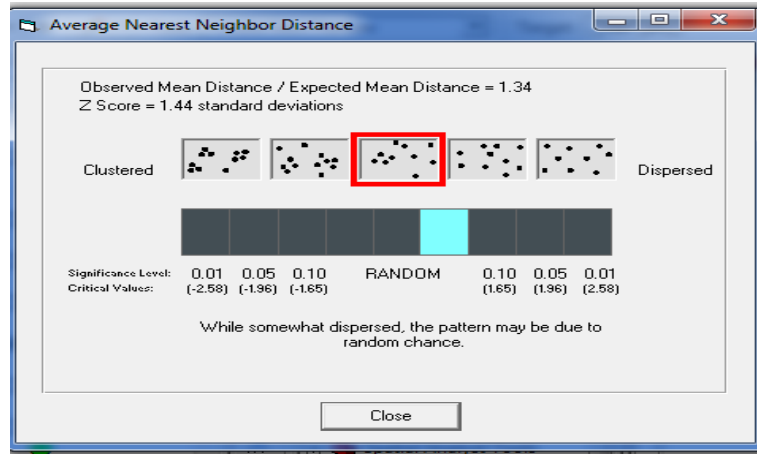 Average Nearest Neighbor Distance
Observed Mean Distance / Expected Mean Distance = 1.34
Z Score = 1.44 standard deviations
Clustered
Dispersed
Significance Level: 0.01 0.05 0.10 RANDOM 0.10 0.05 0.01
Critical Values: (-2.58) (-1.96) (-1.65) (1.65) (1.96) (2.58)
While somewhat dispersed, the pattern may be due to
random chance.
Close